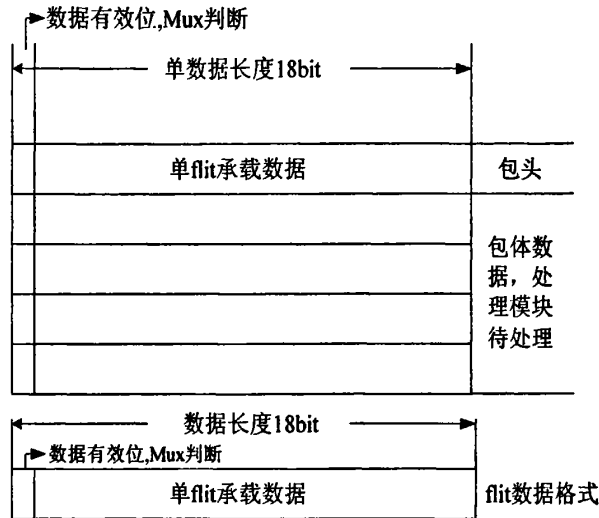 数据有效位,Mux判断
单数据长度18bit
单flit承载数据
包头
包体数
据，处
理模块
待处理
数据长度18bit
数据有效位,Mux判断
单flit承载数据
flit数据格式